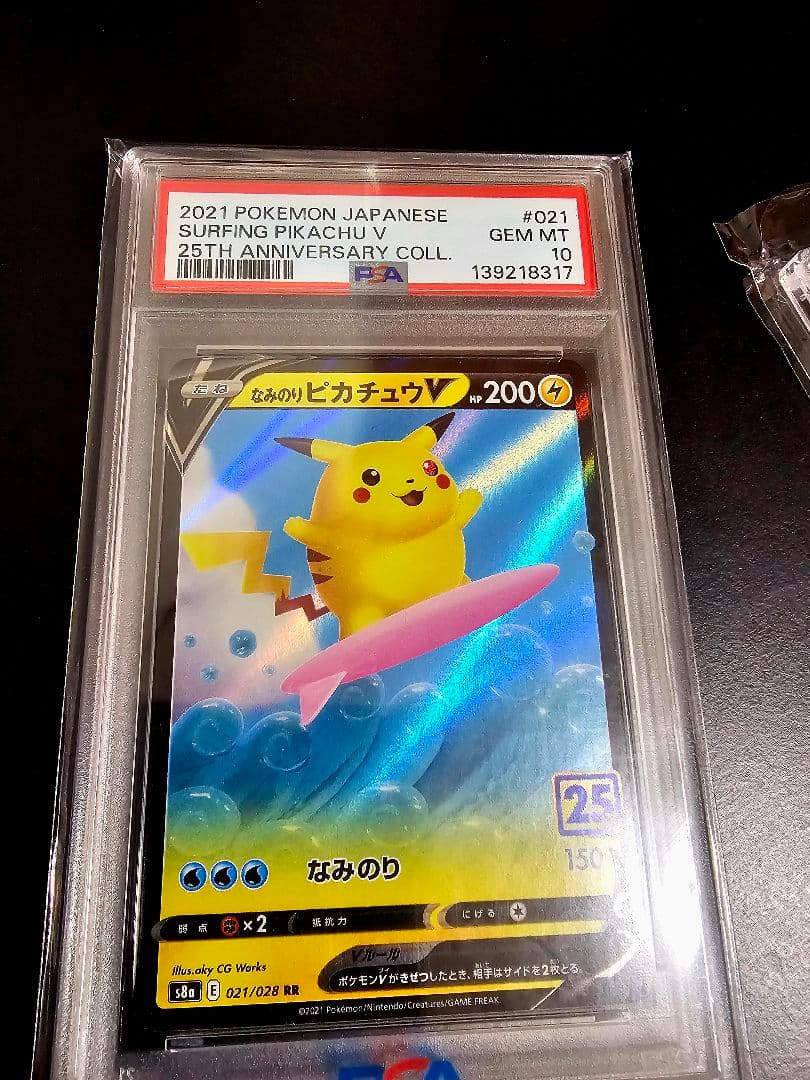 2021 POKEMON JAPANESE #021
SURFING PIKACHU V GEM MT
25TH ANNIVERSARY COLL. 10
PSA 139218317
たね なみのりピカチュウV HP 200
25
なみのり 150
弱点 ×2 抵抗力 にげる
Vルール
ポケモンVがきぜつしたとき、相手はサイドを2枚とる。
Illus.aky CG Works
s8a E 021/028 RR
©2021 Pokémon/Nintendo/Creatures/GAME FREAK.
PSA